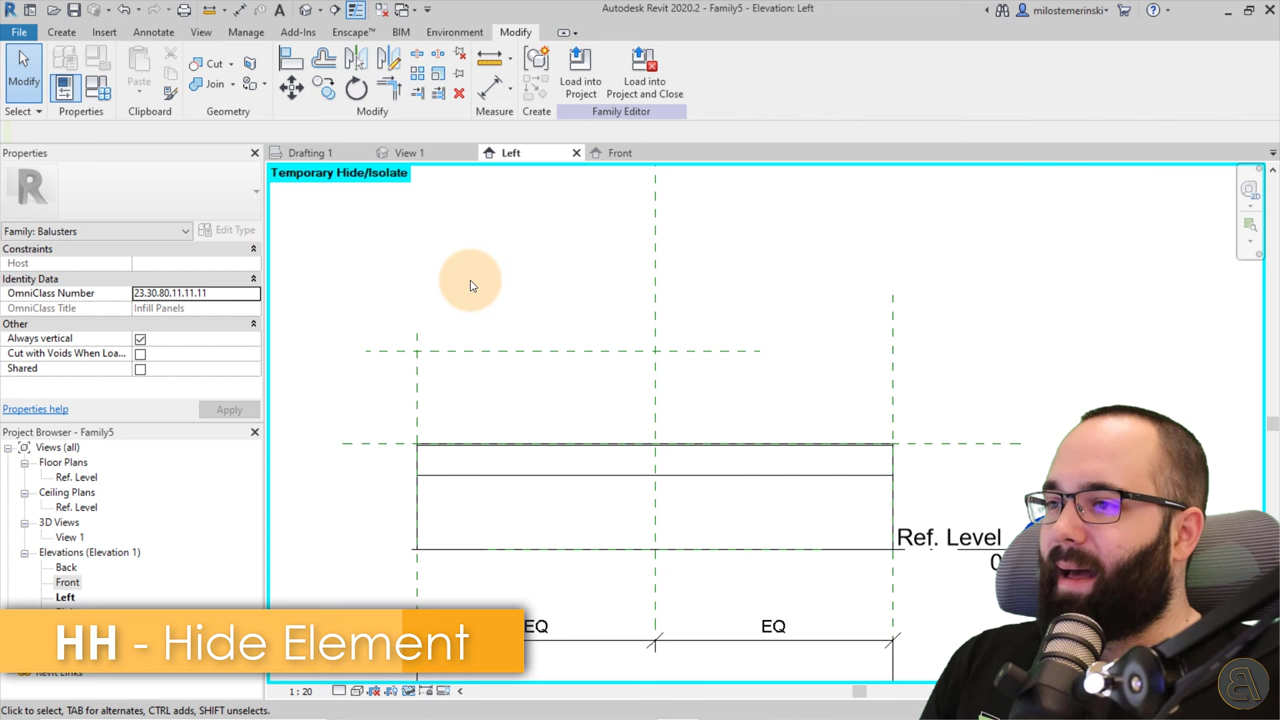 Autodesk Revit 2020.2 - Family5 - Elevation: Left
milostemerinski
File Create Insert Annotate View Manage Add-Ins Enscape™ BIM Environment Modify
Modify Paste Cut Join Load into Project Load into Project and Close
Select Properties Clipboard Geometry Modify Measure Create Family Editor
Properties
Drafting 1 View 1 Left Front
Temporary Hide/Isolate
R
Family: Balusters Edit Type
Constraints
Host
Identity Data
OmniClass Number 23.30.80.11.11.11
OmniClass Title Infill Panels
Other
Always vertical
Cut with Voids When Loa...
Shared
Properties help Apply
Project Browser - Family5
Views (all)
Floor Plans
Ref. Level
Ceiling Plans
Ref. Level
3D Views
View 1
Elevations (Elevation 1)
Back
Front
Left
Ref. Level
0
EQ EQ
HH - Hide Element
Revit Links
1 : 20
Click to select, TAB for alternates, CTRL adds, SHIFT unselects.